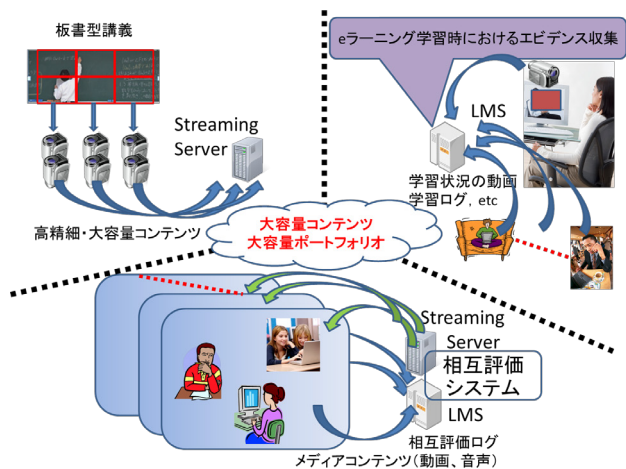 板書型講義
Streaming
Server
高精細・大容量コンテンツ
eラーニング学習時におけるエビデンス収集
LMS
学習状況の動画
学習ログ，etc
大容量コンテンツ
大容量ポートフォリオ
Streaming
Server
相互評価
システム
LMS
相互評価ログ
メディアコンテンツ（動画、音声）